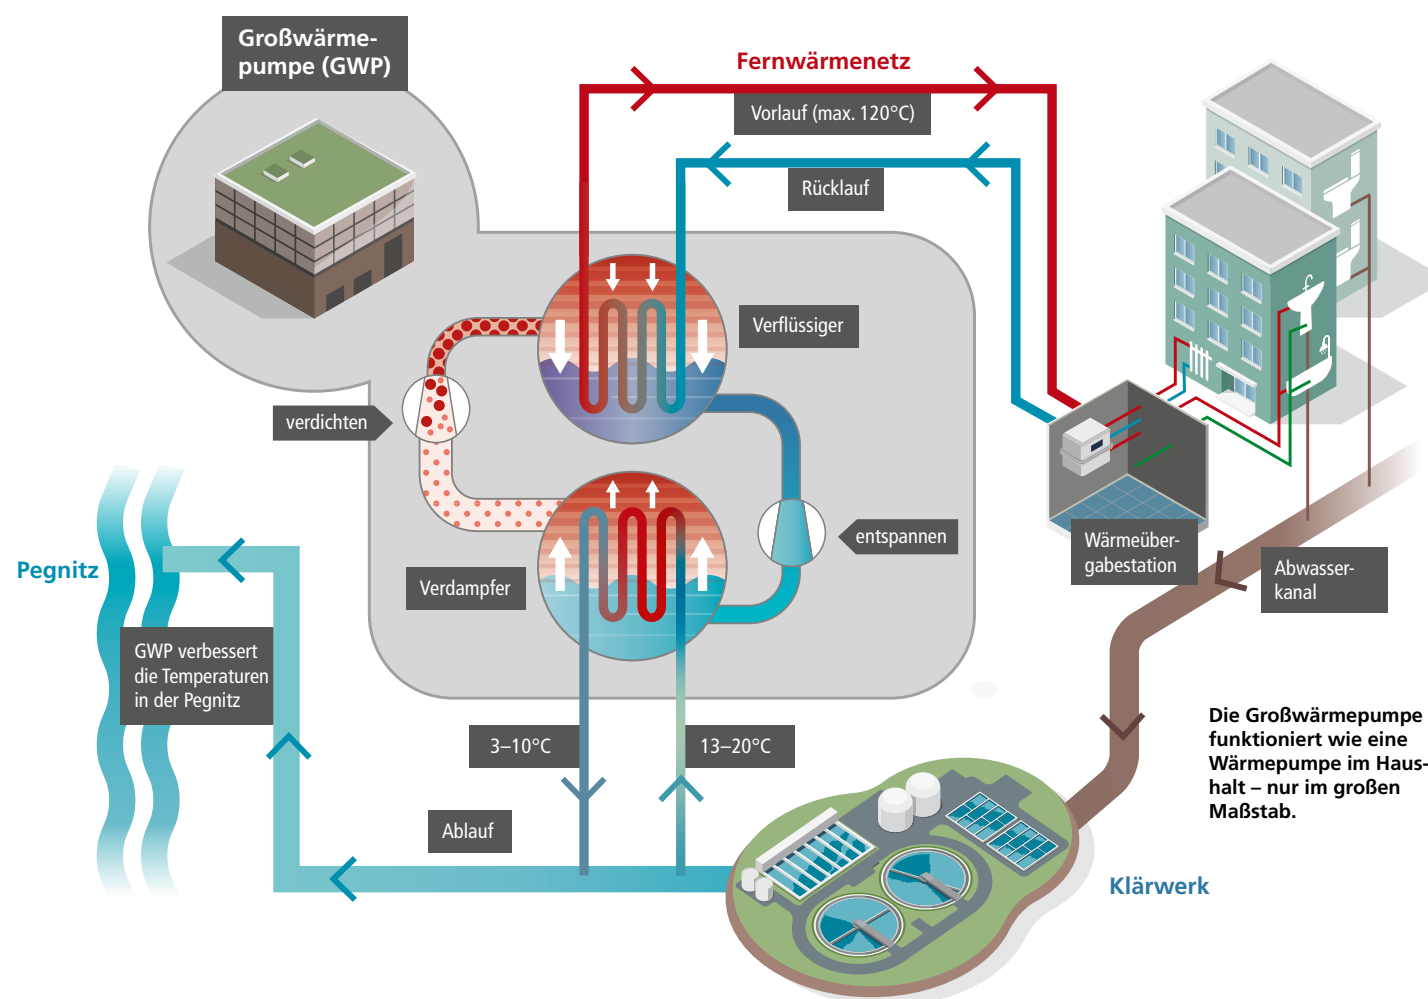 Großwärme-
pumpe (GWP)
Fernwärmenetz
Vorlauf (max. 120°C)
Rücklauf
Verflüssiger
verdichten
entspannen
Verdampfer
Wärmeüber-
gabestation
Abwasser-
kanal
Pegnitz
GWP verbessert
die Temperaturen
in der Pegnitz
3–10°C
13–20°C
Ablauf
Die Großwärmepumpe
funktioniert wie eine
Wärmepumpe im Haus-
halt – nur im großen
Maßstab.
Klärwerk